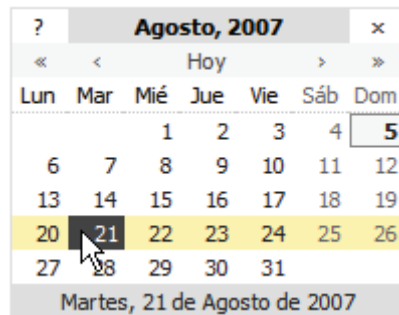 ? Agosto, 2007 ×
« ‹ Hoy › »
Lun Mar Mié Jue Vie Sáb Dom
1 2 3 4 5
6 7 8 9 10 11 12
13 14 15 16 17 18 19
20 21 22 23 24 25 26
27 28 29 30 31
Martes, 21 de Agosto de 2007